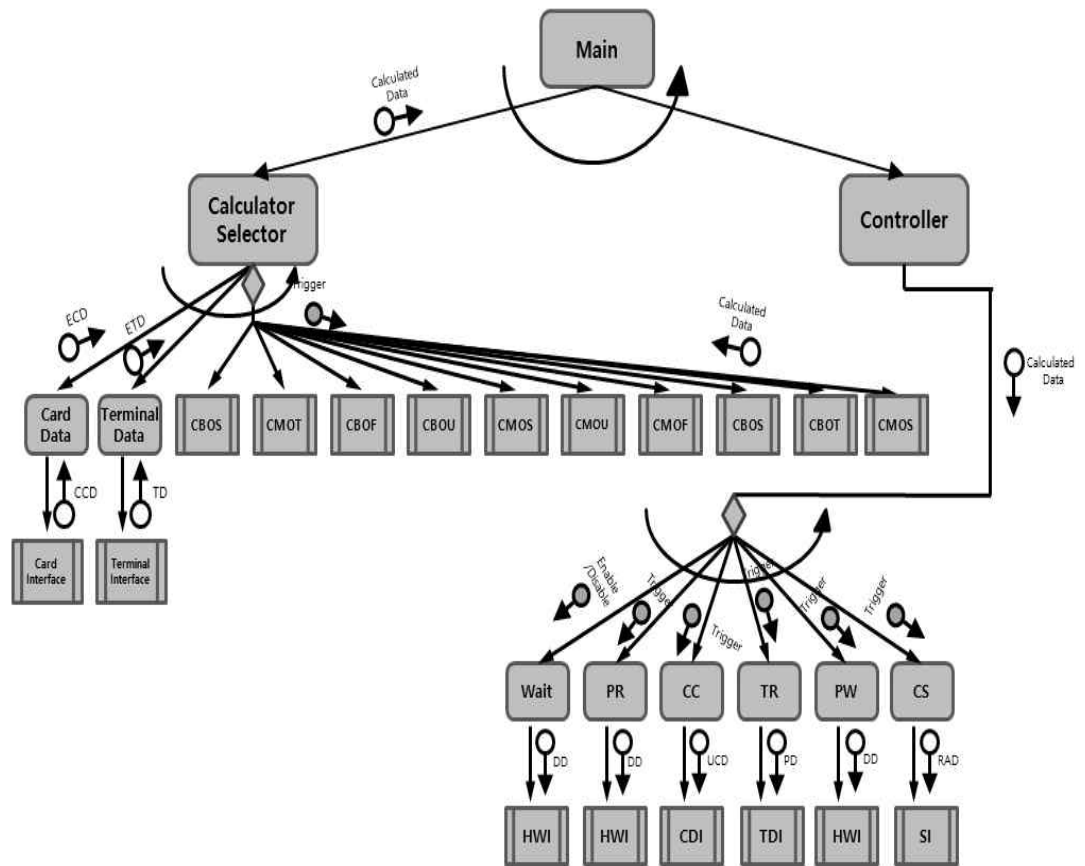 Main
Calculated
Data
Calculator
Selector
Controller
Trigger
ECD
ETD
Calculated
Data
Calculated
Data
Card
Data
Terminal
Data
CBOS
CMOT
CBOF
CBOU
CMOS
CMOU
CMOF
CBOS
CBOT
CMOS
CCD
TD
Card
Interface
Terminal
Interface
Enable
/Disable
Trigger
Trigger
Trigger
Trigger
Trigger
Wait
PR
CC
TR
PW
CS
DD
DD
UCD
PD
DD
RAD
HWI
HWI
CDI
TDI
HWI
SI